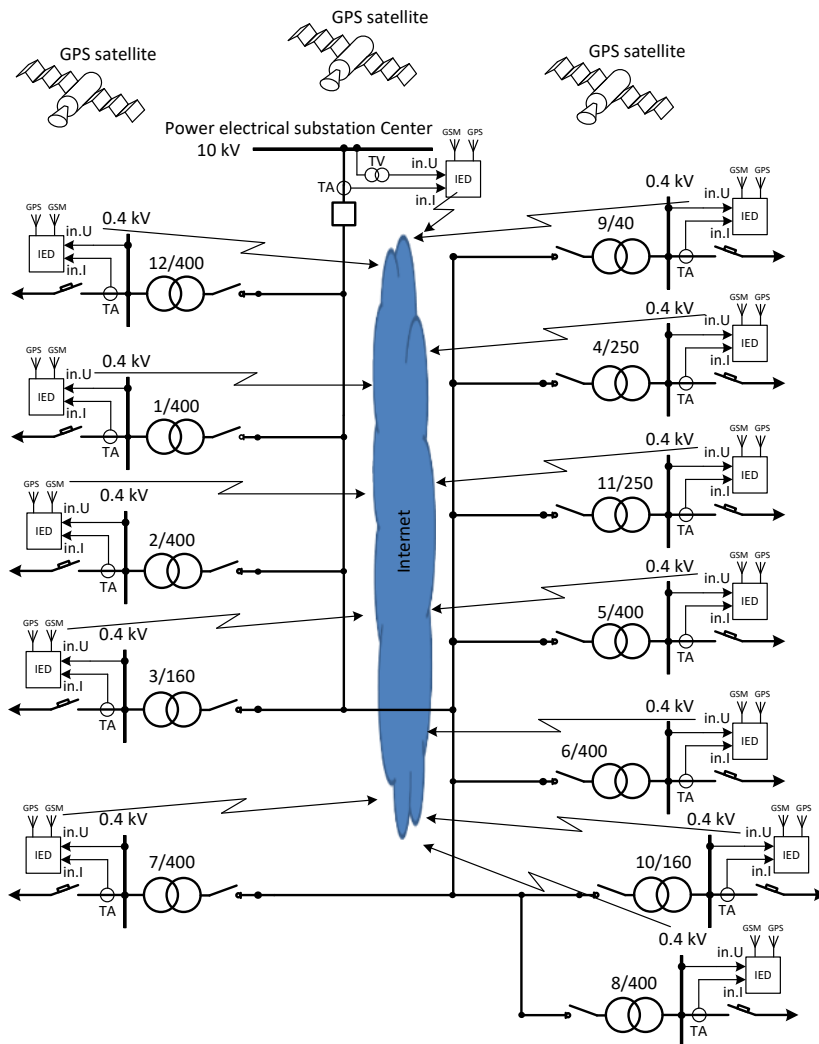 GPS satellite
GPS satellite
GPS satellite
Power electrical substation Center
10 kV
TV
in.U
GSM
GPS
IED
TA
in.I
GPS
GSM
0.4 kV
in.U
IED
in.I
12/400
TA
0.4 kV
GSM
GPS
in.U
IED
9/40
in.I
TA
GPS
GSM
0.4 kV
in.U
IED
in.I
1/400
TA
0.4 kV
GSM
GPS
in.U
IED
4/250
in.I
TA
GPS
GSM
0.4 kV
in.U
IED
in.I
2/400
TA
0.4 kV
GSM
GPS
in.U
IED
11/250
in.I
TA
Internet
GPS
GSM
0.4 kV
in.U
IED
in.I
3/160
TA
0.4 kV
GSM
GPS
in.U
IED
5/400
in.I
TA
0.4 kV
GSM
GPS
in.U
IED
6/400
in.I
TA
GPS
GSM
0.4 kV
in.U
IED
in.I
7/400
TA
0.4 kV
GSM
GPS
in.U
IED
10/160
in.I
TA
0.4 kV
GSM
GPS
in.U
IED
8/400
in.I
TA